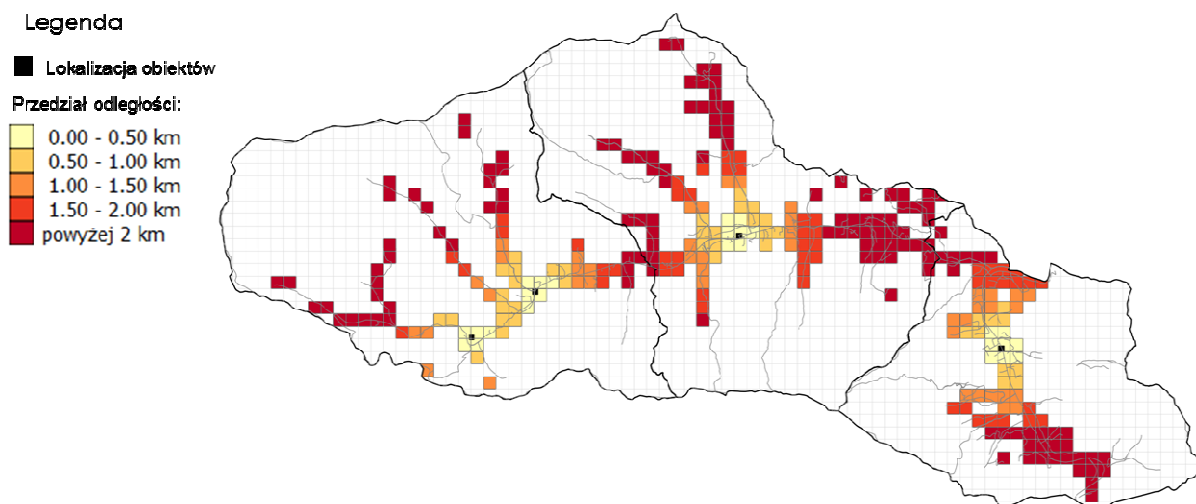 Legenda
Lokalizacja obiektów
Przedział odległości:
0.00 - 0.50 km
0.50 - 1.00 km
1.00 - 1.50 km
1.50 - 2.00 km
powyżej 2 km